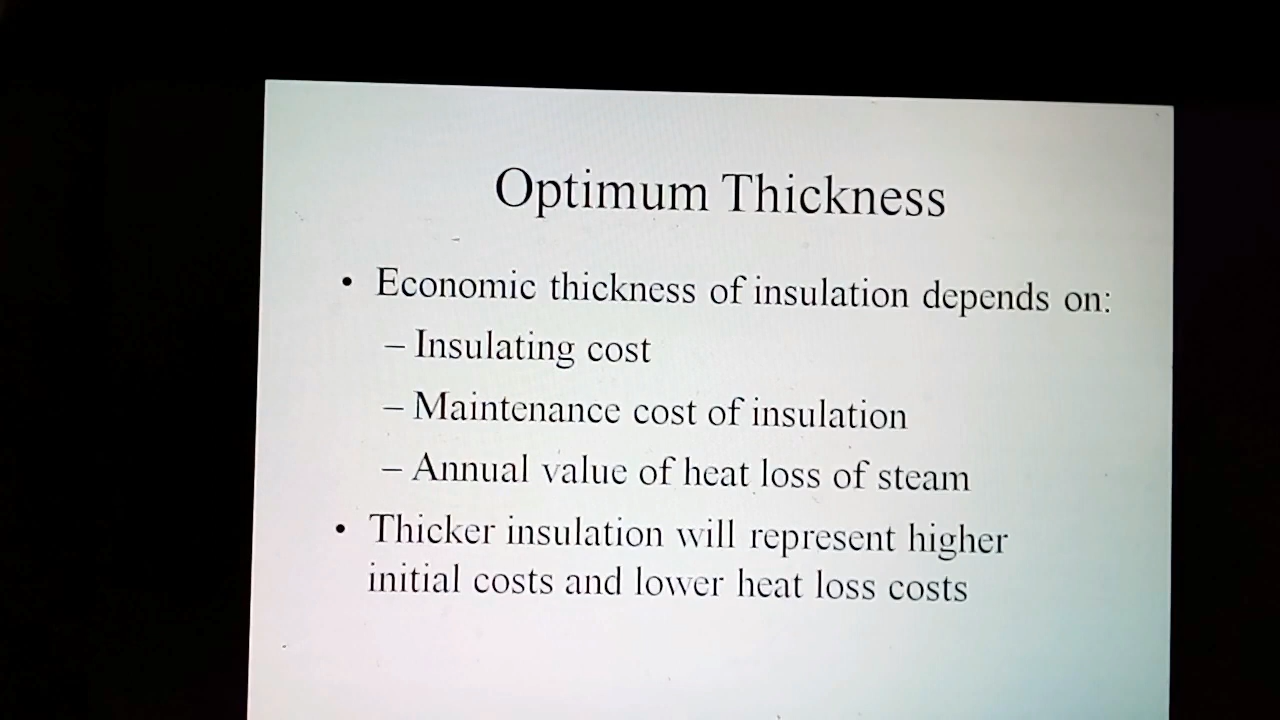 Optimum Thickness
• Economic thickness of insulation depends on:
– Insulating cost
– Maintenance cost of insulation
– Annual value of heat loss of steam
• Thicker insulation will represent higher
initial costs and lower heat loss costs